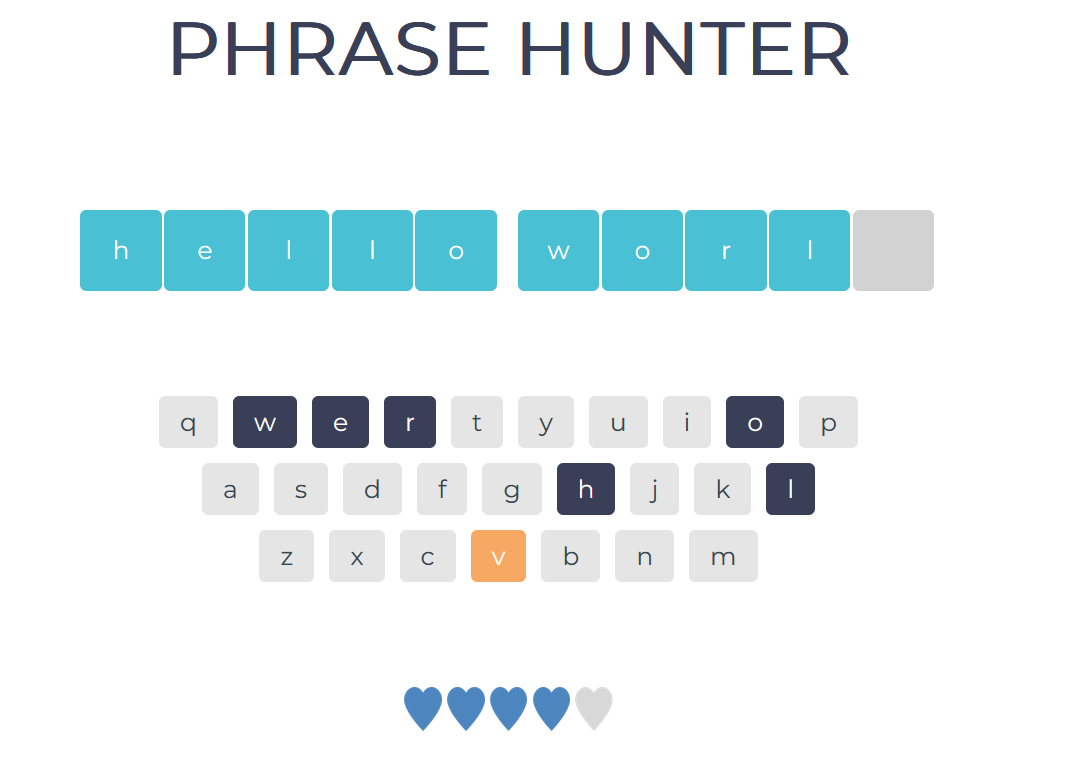 PHRASE HUNTER
h e l l o w o r l
q w e r t y u i o p
a s d f g h j k l
z x c v b n m